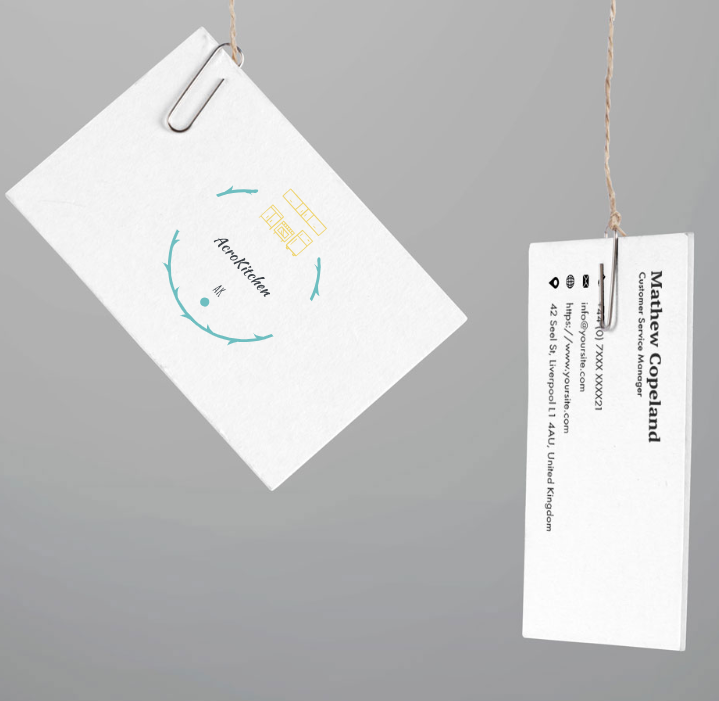 AcroKitchen
AK
Mathew Copeland
Customer Service Manager
+44 (0) 7XXX XXXX21
info@yoursite.com
https://www.yoursite.com
42 Seel St, Liverpool L1 4AU, United Kingdom